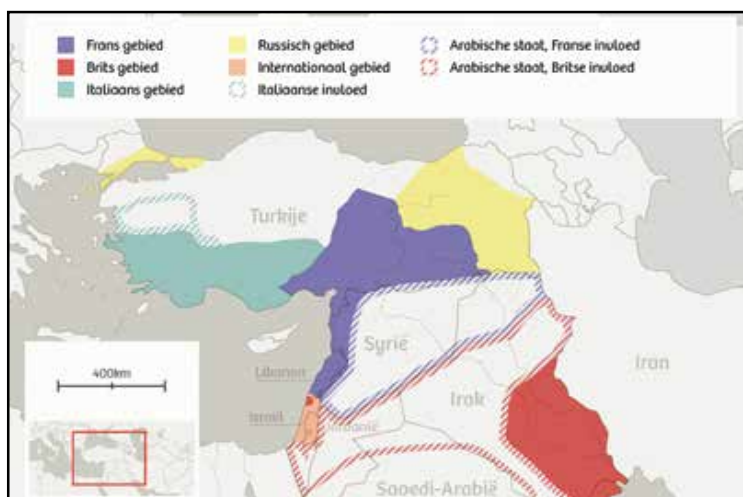 Frans gebied
Brits gebied
Italiaans gebied
Russisch gebied
Internationaal gebied
Italiaanse invloed
Arabische staat, Franse invloed
Arabische staat, Britse invloed
Turkije
Syrië
Libanon
Iran
Irak
Israël
Jordanië
Saoedi-Arabië
400km